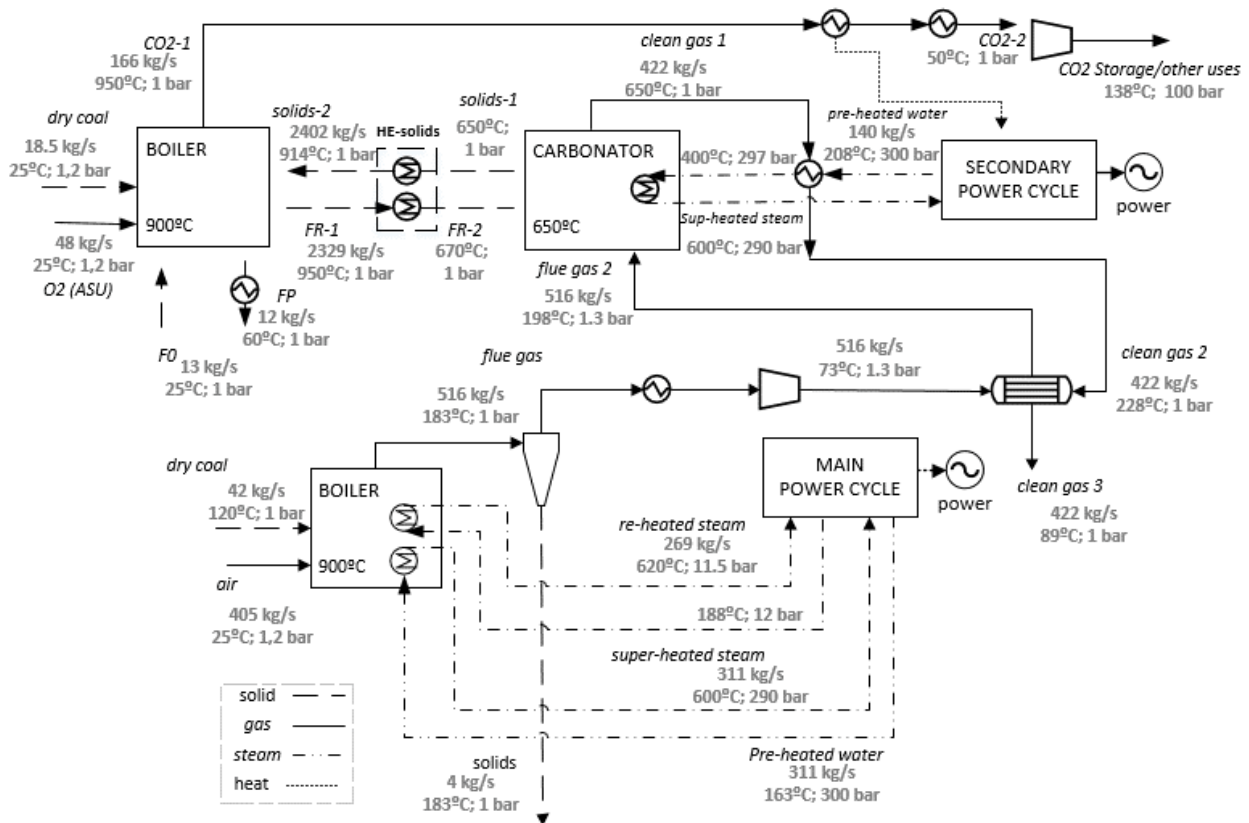 CO2-1
166 kg/s
950ºC; 1 bar
dry coal
18.5 kg/s
25ºC; 1,2 bar
BOILER
900ºC
48 kg/s
25ºC; 1,2 bar
O2 (ASU)
F0
13 kg/s
25ºC; 1 bar
FP
12 kg/s
60ºC; 1 bar
solids-2
2402 kg/s
914ºC; 1 bar
HE-solids
FR-1
2329 kg/s
950ºC; 1 bar
solids-1
650ºC;
1 bar
FR-2
670ºC;
1 bar
clean gas 1
422 kg/s
650ºC; 1 bar
CARBONATOR
650ºC
400ºC; 297 bar
Sup-heated steam
600ºC; 290 bar
pre-heated water
140 kg/s
208ºC; 300 bar
CO2-2
50ºC; 1 bar
CO2 Storage/other uses
138ºC; 100 bar
SECONDARY
POWER CYCLE
power
flue gas 2
516 kg/s
198ºC; 1.3 bar
flue gas
516 kg/s
183ºC; 1 bar
516 kg/s
73ºC; 1.3 bar
clean gas 2
422 kg/s
228ºC; 1 bar
clean gas 3
422 kg/s
89ºC; 1 bar
dry coal
42 kg/s
120ºC; 1 bar
BOILER
900ºC
air
405 kg/s
25ºC; 1,2 bar
MAIN
POWER CYCLE
power
re-heated steam
269 kg/s
620ºC; 11.5 bar
188ºC; 12 bar
super-heated steam
311 kg/s
600ºC; 290 bar
Pre-heated water
311 kg/s
163ºC; 300 bar
solids
4 kg/s
183ºC; 1 bar
solid
gas
steam
heat